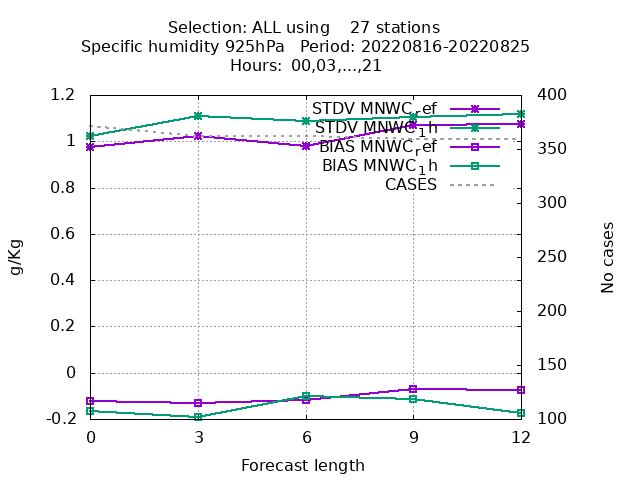 Selection: ALL using    27 stations
Specific humidity 925hPa   Period: 20220816-20220825
Hours:  00,03,...,21
1.2
1
0.8
0.6
0.4
0.2
0
-0.2
400
350
300
250
200
150
100
g/Kg
No cases
STDV MNWC_ref
STDV MNWC_1h
BIAS MNWC_ref
BIAS MNWC_1h
CASES
0 3 6 9 12
Forecast length